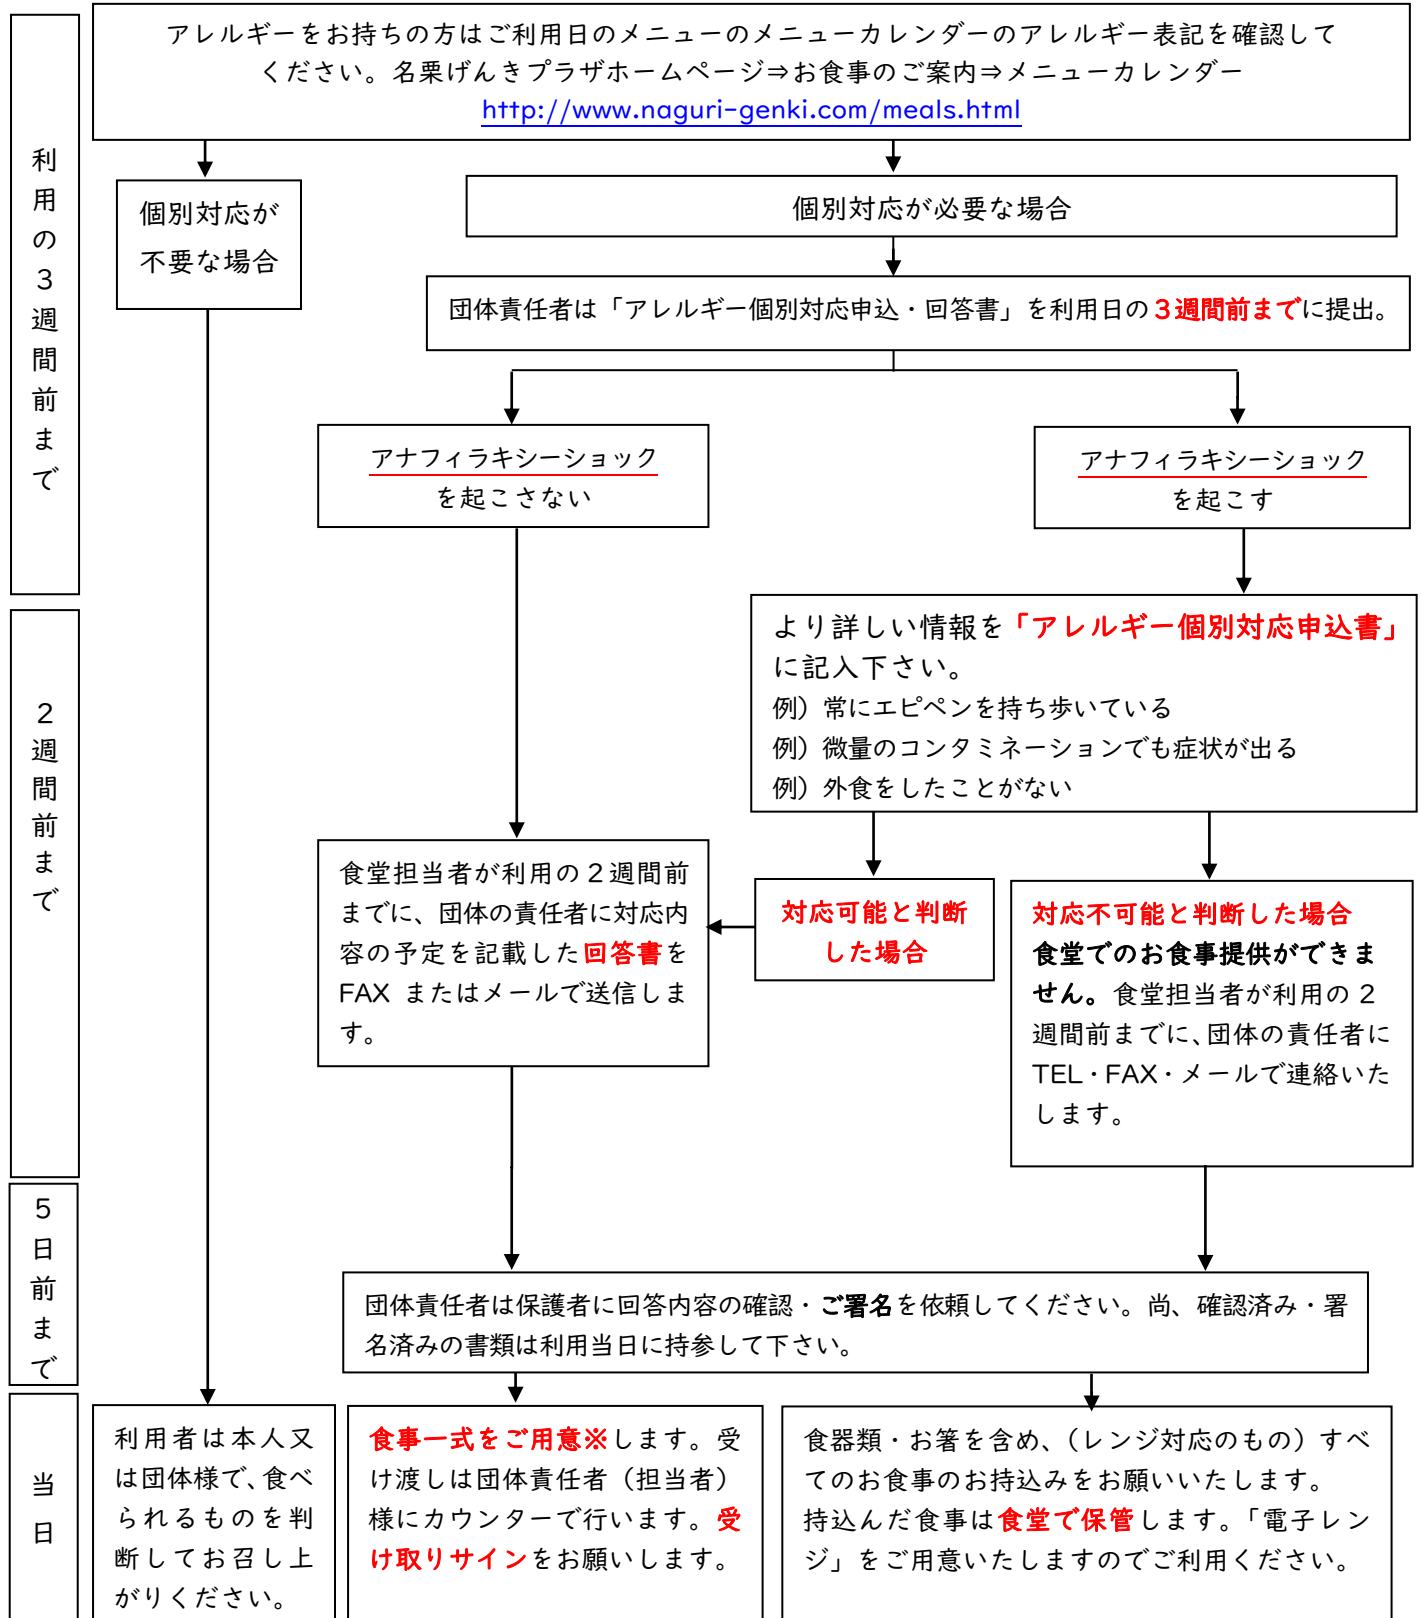 アレルギーをお持ちの方はご利用日のメニューのメニューカレンダーのアレルギー表記を確認して
ください。名栗げんきプラザホームページ⇒お食事のご案内⇒メニューカレンダー
http://www.naguri-genki.com/meals.html
利用の3週間前まで
個別対応が
不要な場合
個別対応が必要な場合
団体責任者は「アレルギー個別対応申込・回答書」を利用日の3週間前までに提出。
アナフィラキシーショック
を起こさない
アナフィラキシーショック
を起こす
2週間前まで
より詳しい情報を「アレルギー個別対応申込書」
に記入下さい。
例）常にエピペンを持ち歩いている
例）微量のコンタミネーションでも症状が出る
例）外食をしたことがない
食堂担当者が利用の2週間前
までに、団体の責任者に対応内
容の予定を記載した回答書を
FAX またはメールで送信しま
す。
対応可能と判断
した場合
対応不可能と判断した場合
食堂でのお食事提供ができま
せん。食堂担当者が利用の 2
週間前までに、団体の責任者に
TEL・FAX・メールで連絡いた
します。
5日前まで
団体責任者は保護者に回答内容の確認・ご署名を依頼してください。尚、確認済み・署
名済みの書類は利用当日に持参して下さい。
当日
利用者は本人又
は団体様で、食べ
られるものを判
断してお召し上
がりください。
食事一式をご用意※します。受
け渡しは団体責任者（担当者）
様にカウンターで行います。受
け取りサインをお願いします。
食器類・お箸を含め、（レンジ対応のもの）すべ
てのお食事のお持込みをお願いいたします。
持込んだ食事は食堂で保管します。「電子レン
ジ」をご用意いたしますのでご利用ください。